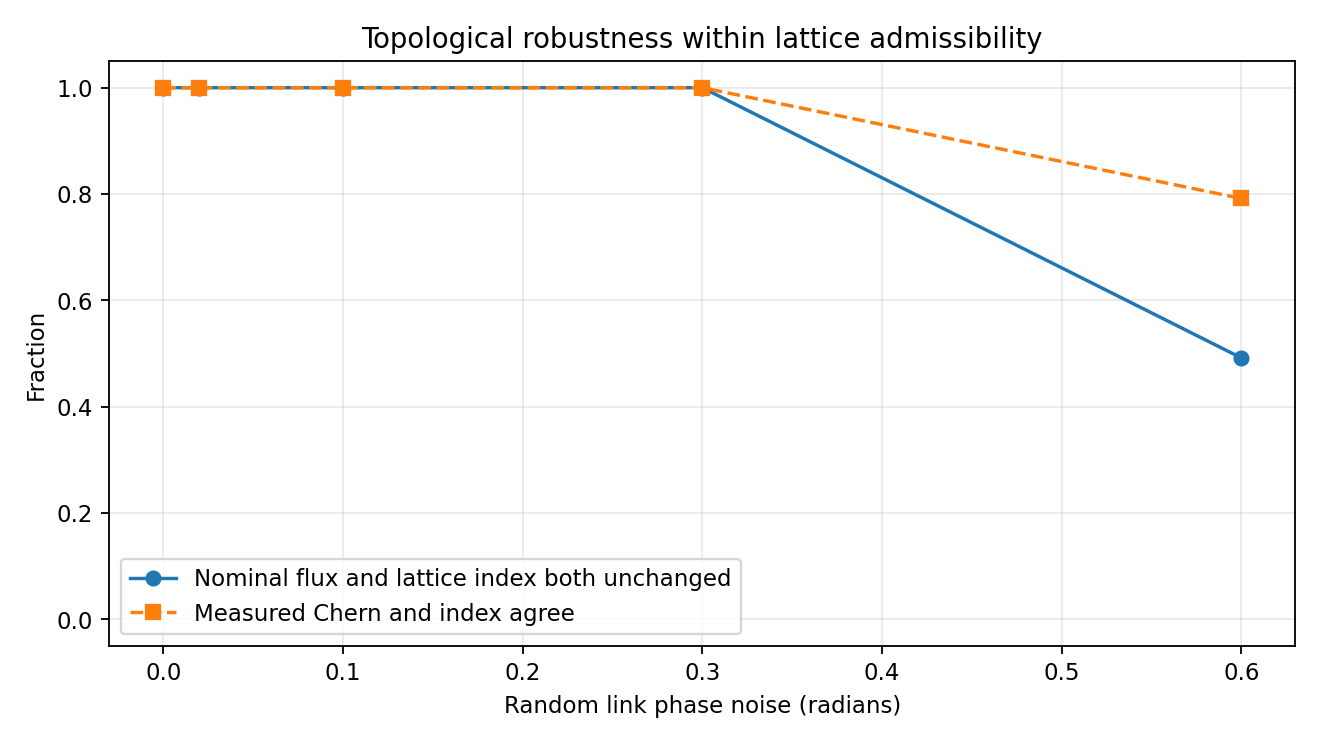 Topological robustness within lattice admissibility
Fraction
1.0
0.8
0.6
0.4
0.2
0.0
Nominal flux and lattice index both unchanged
Measured Chern and index agree
0.0 0.1 0.2 0.3 0.4 0.5 0.6
Random link phase noise (radians)